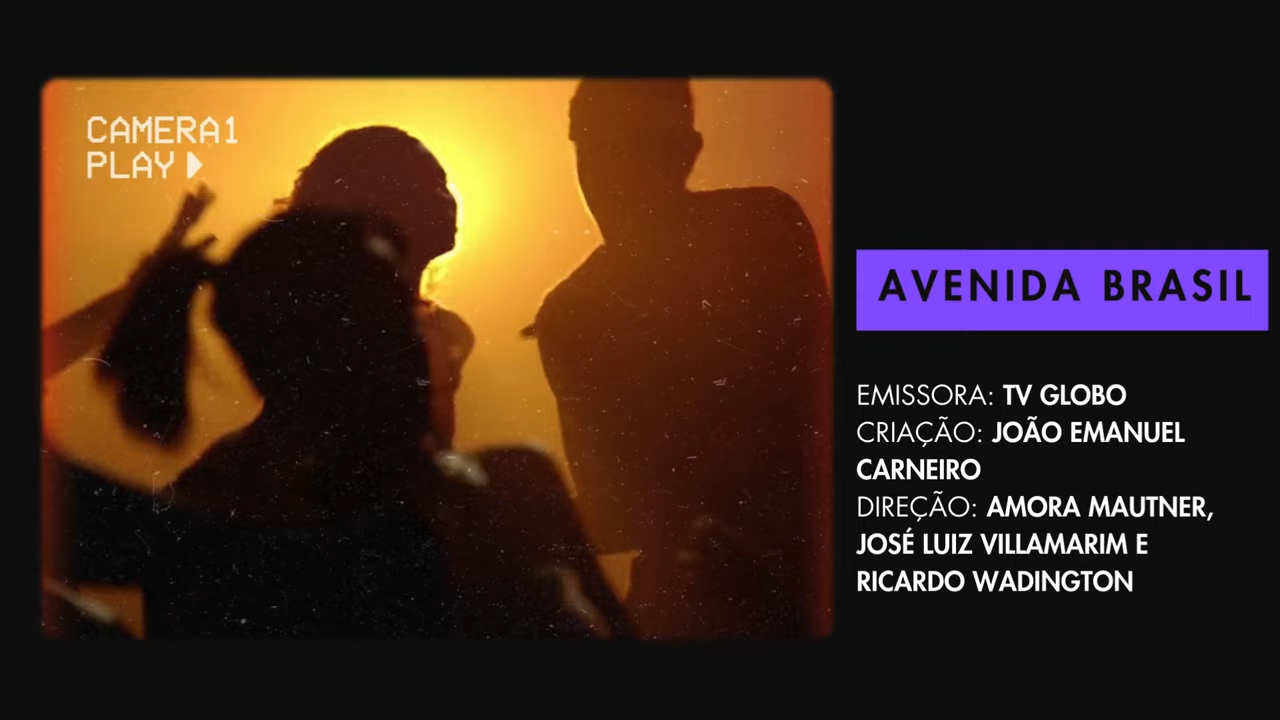 CAMERA1
PLAY
AVENIDA BRASIL
EMISSORA: TV GLOBO
CRIAÇÃO: JOÃO EMANUEL
CARNEIRO
DIREÇÃO: AMORA MAUTNER,
JOSÉ LUIZ VILLAMARIM E
RICARDO WADINGTON